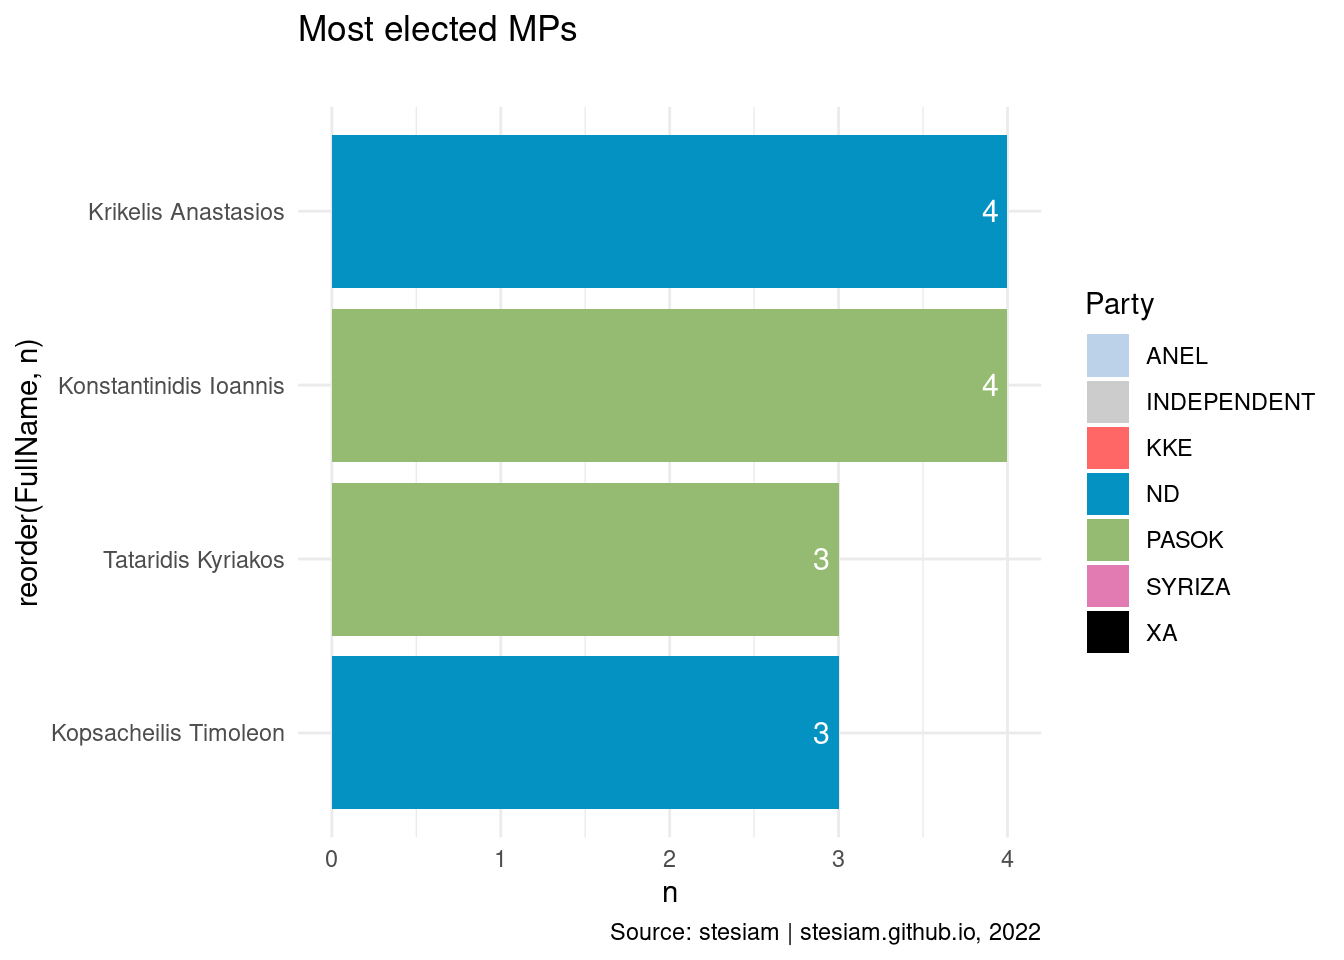 Most elected MPs
reorder(FullName, n)
Krikelis Anastasios
4
Konstantinidis Ioannis
4
Tataridis Kyriakos
3
Kopsacheilis Timoleon
3
0 1 2 3 4
n
Party
ANEL
INDEPENDENT
KKE
ND
PASOK
SYRIZA
XA
Source: stesiam | stesiam.github.io, 2022